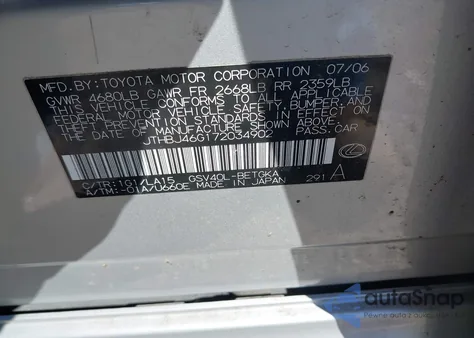 MFD.BY:TOYOTA MOTOR CORPORATION 07/06
GVWR 4680LB GAWR FR 2668LB RR 2359LB
THIS VEHICLE CONFORMS TO ALL APPLICABLE
FEDERAL MOTOR VEHICLE SAFETY, BUMPER, AND
THEFT PREVENTION STANDARDS IN EFFECT ON
THE DATE OF MANUFACTURE SHOWN ABOVE.
JTHBJ46G172034502 PASS.CAR
C/TR:1G1/LA15 GSV40L-BETGKA
A/TM: U660E MADE IN JAPAN 291 A
autoSnap